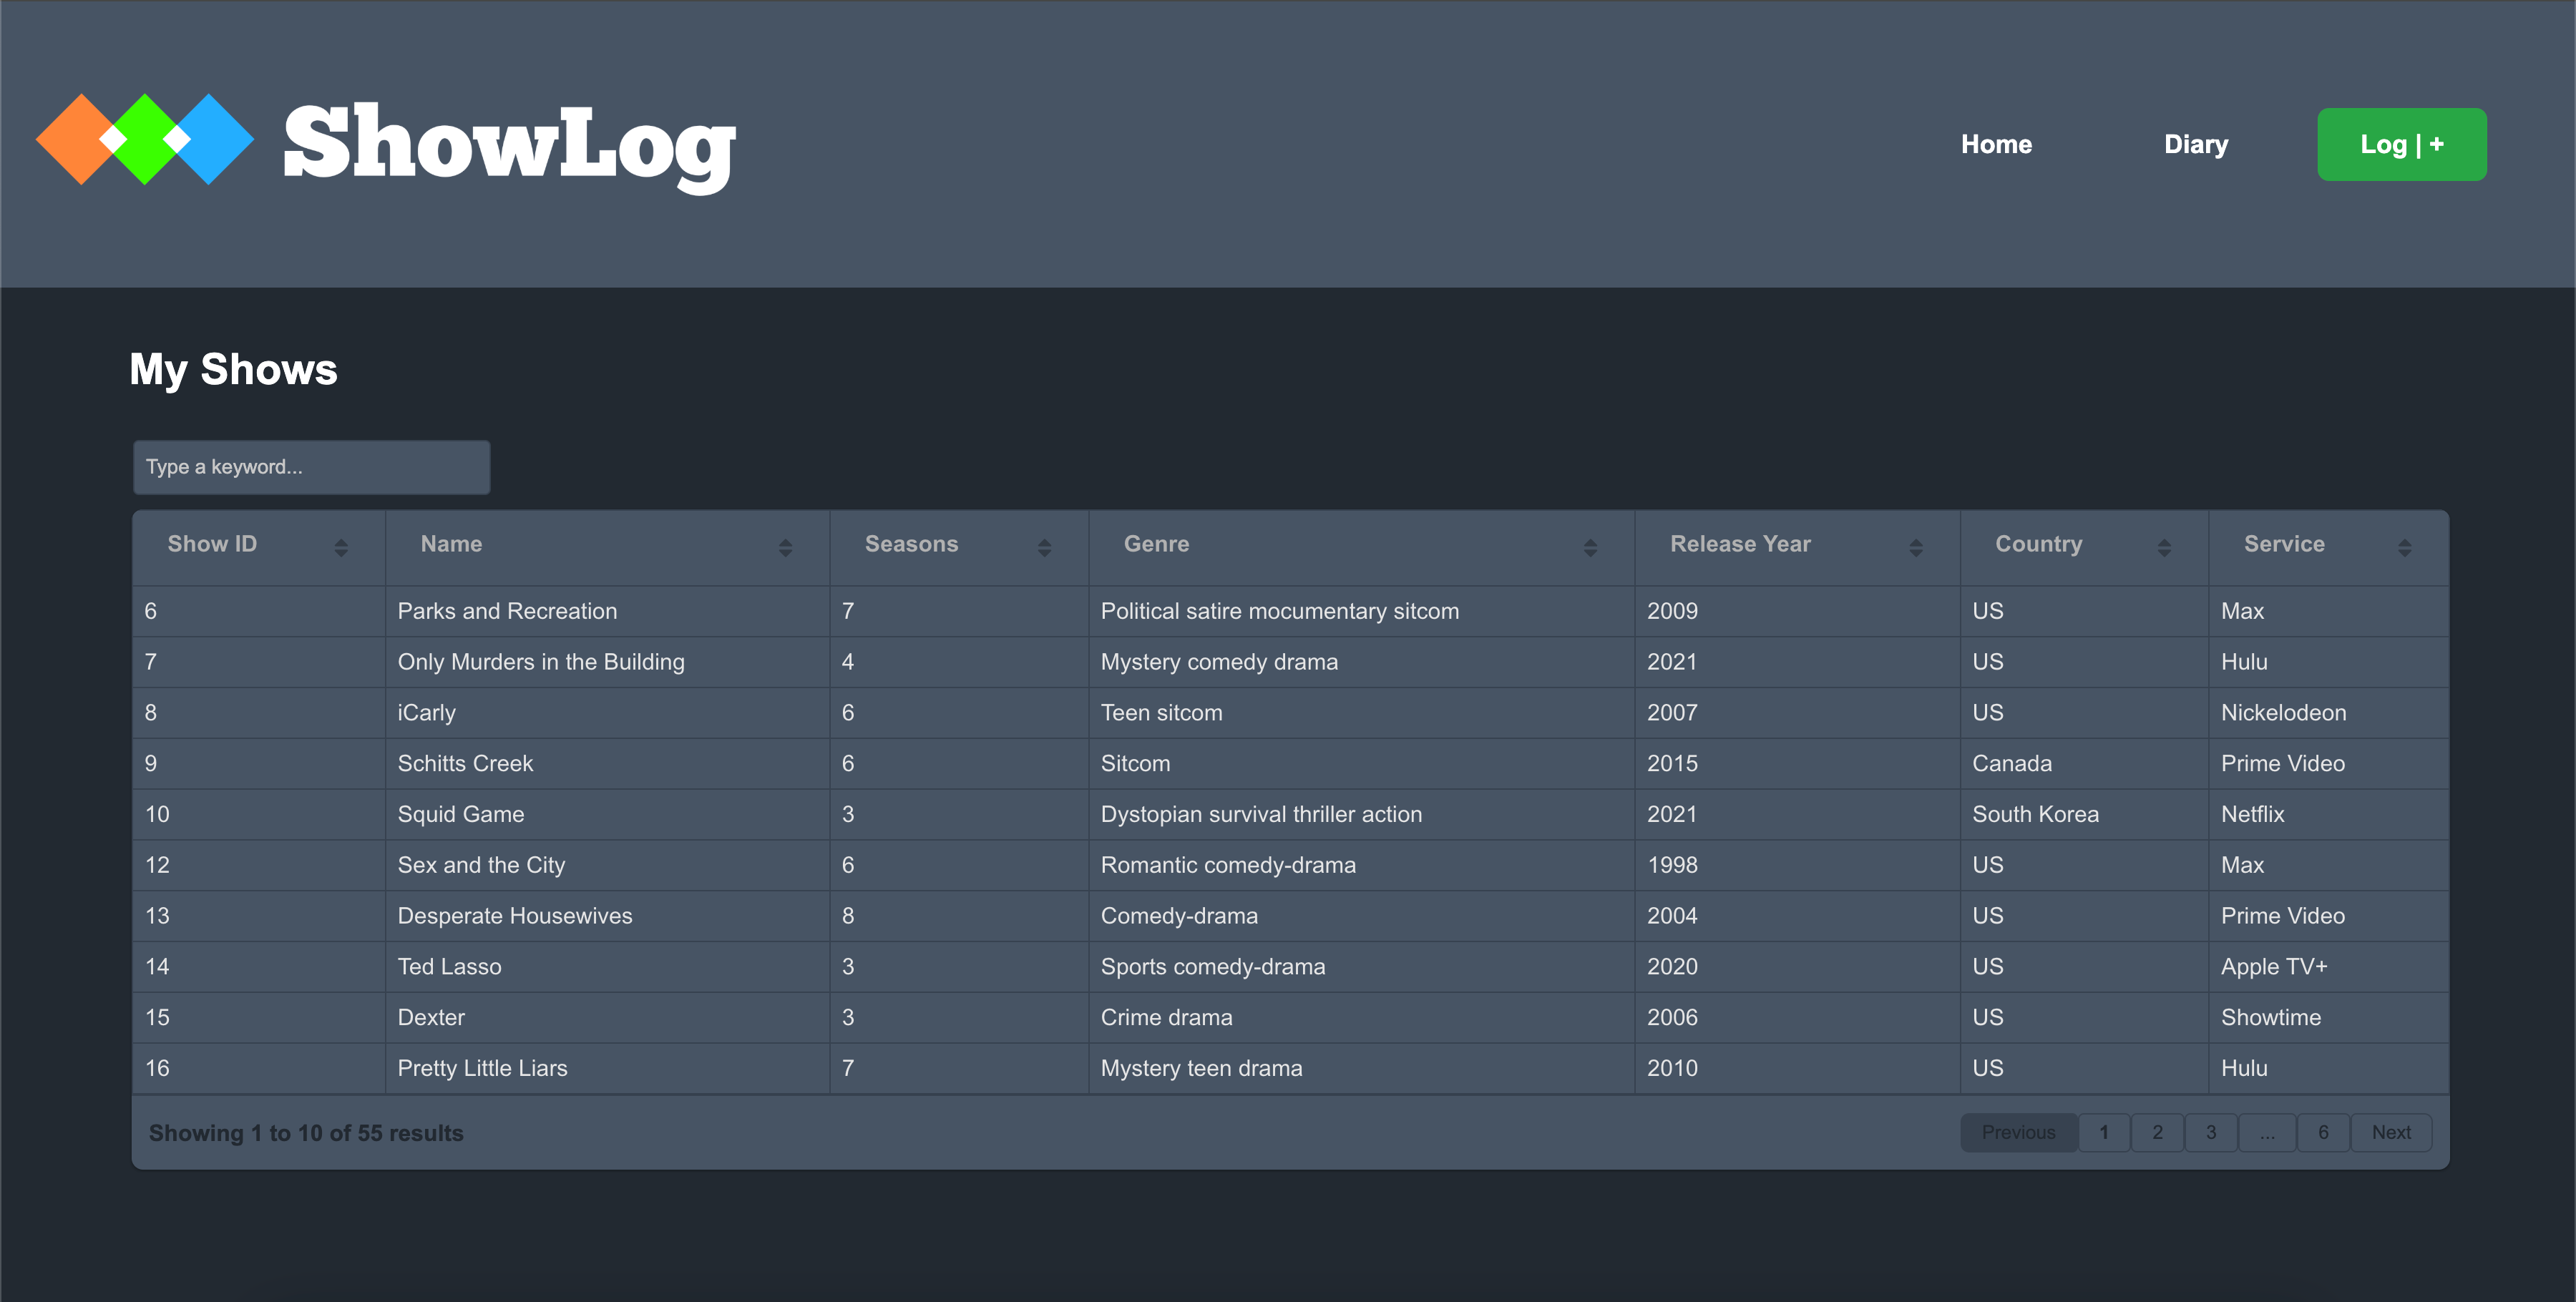 ShowLog
Home Diary Log | +
My Shows
Type a keyword...
Show ID Name Seasons Genre Release Year Country Service
6 Parks and Recreation 7 Political satire mocumentary sitcom 2009 US Max
7 Only Murders in the Building 4 Mystery comedy drama 2021 US Hulu
8 iCarly 6 Teen sitcom 2007 US Nickelodeon
9 Schitts Creek 6 Sitcom 2015 Canada Prime Video
10 Squid Game 3 Dystopian survival thriller action 2021 South Korea Netflix
12 Sex and the City 6 Romantic comedy-drama 1998 US Max
13 Desperate Housewives 8 Comedy-drama 2004 US Prime Video
14 Ted Lasso 3 Sports comedy-drama 2020 US Apple TV+
15 Dexter 3 Crime drama 2006 US Showtime
16 Pretty Little Liars 7 Mystery teen drama 2010 US Hulu
Showing 1 to 10 of 55 results Previous 1 2 3 ... 6 Next